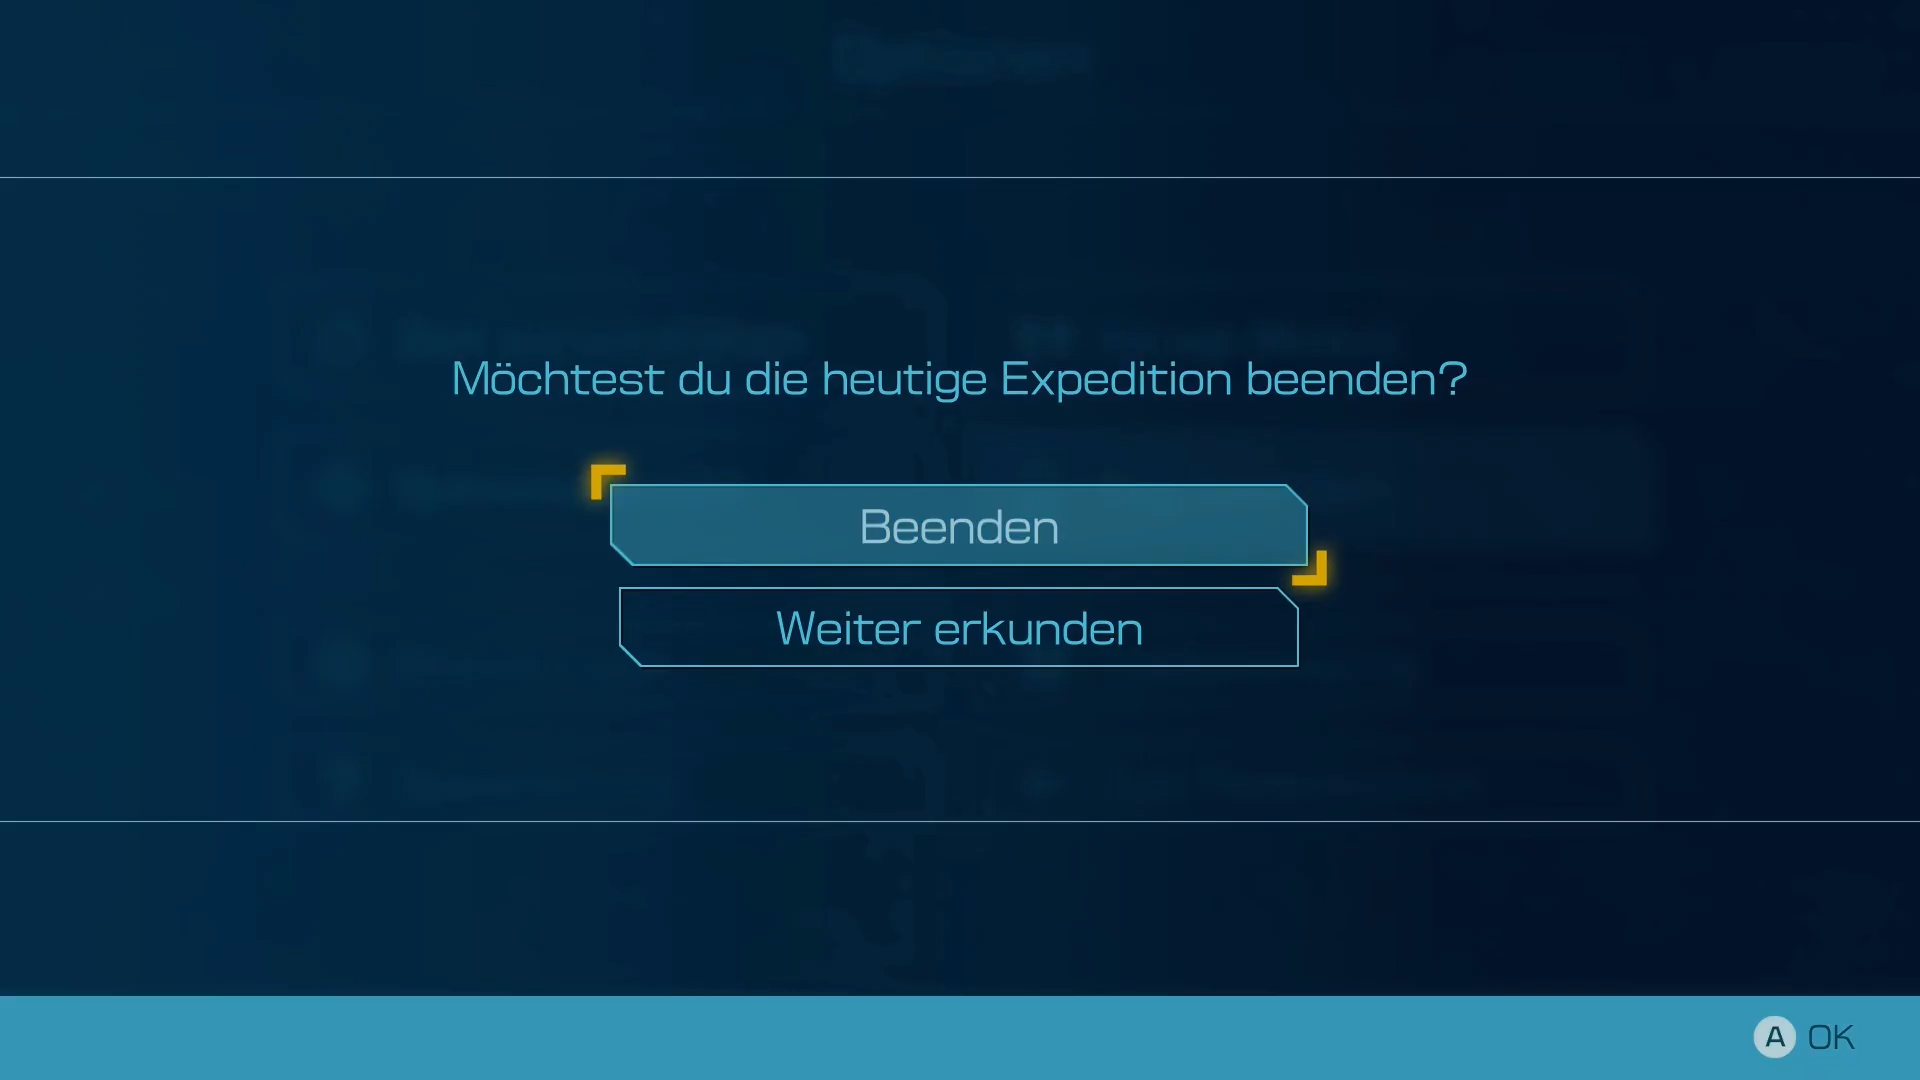 Möchtest du die heutige Expedition beenden?
Beenden
Weiter erkunden
A OK